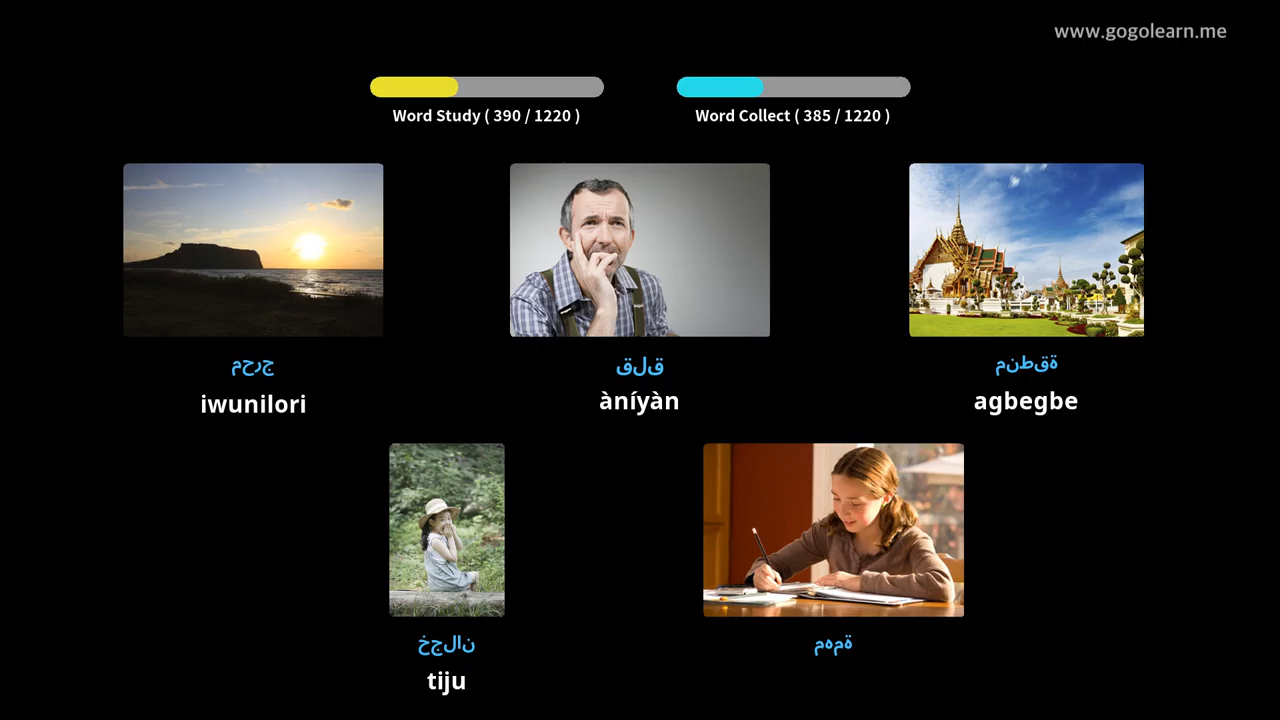 www.gogolearn.me
Word Study ( 390 / 1220 )
Word Collect ( 385 / 1220 )
محرج
iwunilori
قلق
àníyàn
منطقة
agbegbe
خجلان
tiju
مهمة